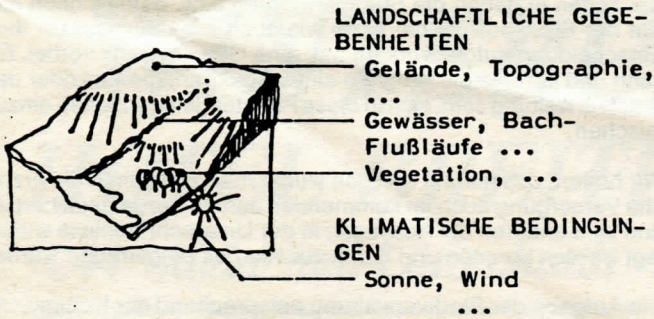 LANDSCHAFTLICHE GEGE-
BENHEITEN
Gelände, Topographie,
...
Gewässer, Bach-
Flußläufe ...
Vegetation, ...
KLIMATISCHE BEDINGUN-
GEN
Sonne, Wind
...